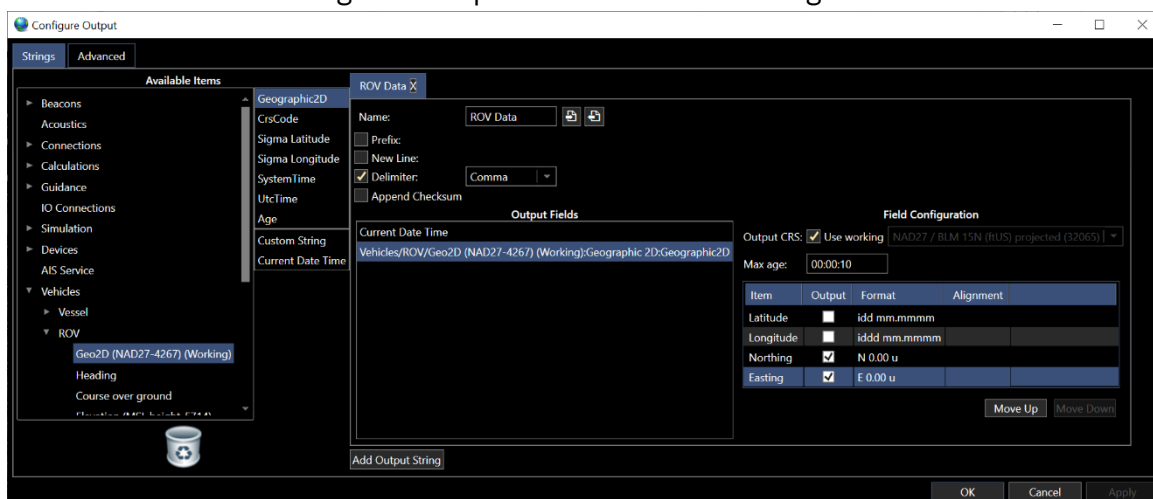 Configure Output
Strings
Advanced
Available Items
Beacons
Acoustics
Connections
Calculations
Guidance
IO Connections
Simulation
Devices
AIS Service
Vehicles
Vessel
ROV
Geo2D (NAD27-4267) (Working)
Heading
Course over ground
Geographic2D
CrsCode
Sigma Latitude
Sigma Longitude
SystemTime
UtcTime
Age
Custom String
Current Date Time
ROV Data X
Name: ROV Data
Prefix:
New Line:
Delimiter: Comma
Append Checksum
Output Fields
Current Date Time
Vehicles/ROV/Geo2D (NAD27-4267) (Working);Geographic 2D;Geographic2D
Field Configuration
Output CRS: Use working NAD27 / BLM 15N (ftUS) projected (32065)
Max age: 00:00:10
Item Output Format Alignment
Latitude idd mm.mmmm
Longitude iddd mm.mmmm
Northing N 0.00 u
Easting E 0.00 u
Move Up Move Down
Add Output String
OK Cancel Apply